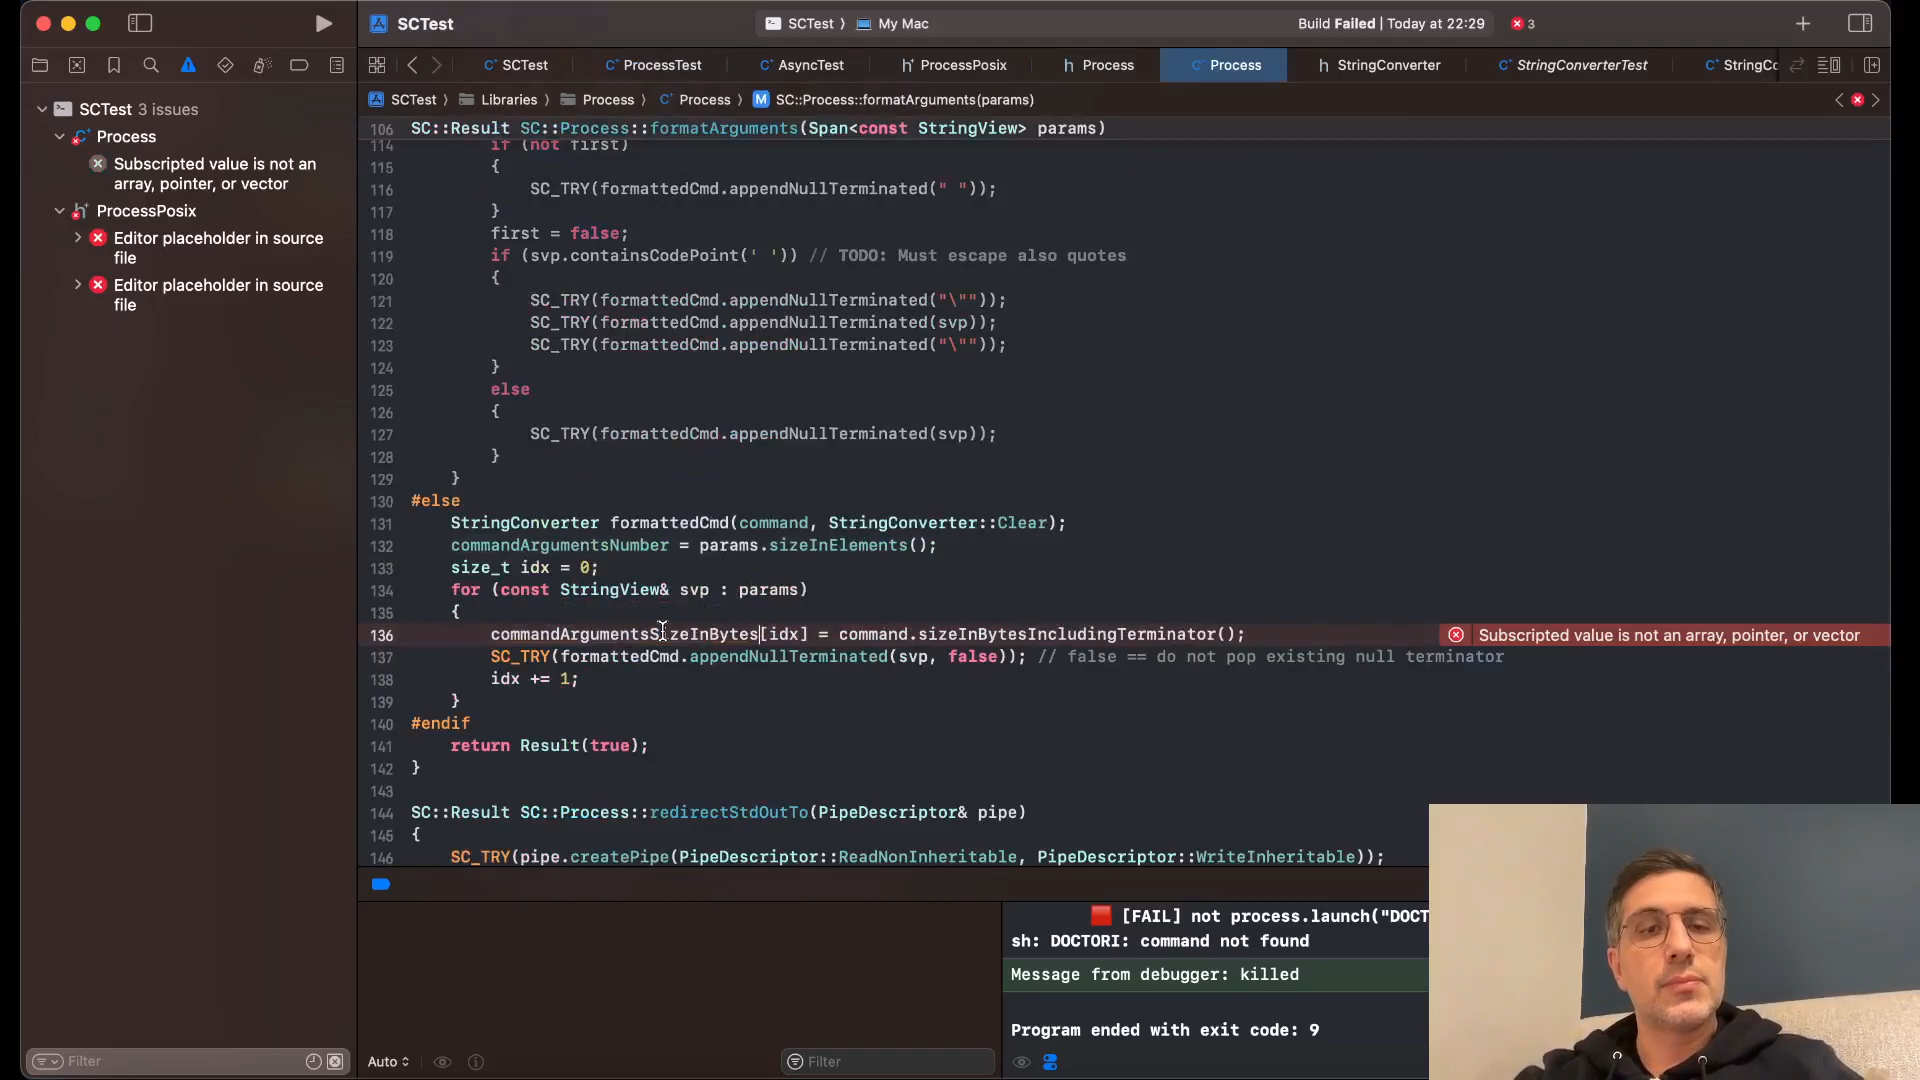 SCTest
SCTest
My Mac
Build Failed | Today at 22:29
3
SCTest
ProcessTest
AsyncTest
ProcessPosix
Process
Process
StringConverter
StringConverterTest
StringCo
SCTest
Libraries
Process
Process
M
SC::Process::formatArguments(params)
SCTest 3 issues
Process
Subscripted value is not an
array, pointer, or vector
ProcessPosix
Editor placeholder in source
file
Editor placeholder in source
file
106 SC::Result SC::Process::formatArguments(Span<const StringView> params)
114 if (not first)
115 {
116 SC_TRY(formattedCmd.appendNullTerminated(" "));
117 }
118 first = false;
119 if (svp.containsCodePoint(' ')) // TODO: Must escape also quotes
120 {
121 SC_TRY(formattedCmd.appendNullTerminated("\""));
122 SC_TRY(formattedCmd.appendNullTerminated(svp));
123 SC_TRY(formattedCmd.appendNullTerminated("\""));
124 }
125 else
126 {
127 SC_TRY(formattedCmd.appendNullTerminated(svp));
128 }
129 }
130 #else
131 StringConverter formattedCmd(command, StringConverter::Clear);
132 commandArgumentsNumber = params.sizeInElements();
133 size_t idx = 0;
134 for (const StringView& svp : params)
135 {
136 commandArgumentsSizeInBytes[idx] = command.sizeInBytesIncludingTerminator();
Subscripted value is not an array, pointer, or vector
137 SC_TRY(formattedCmd.appendNullTerminated(svp, false)); // false == do not pop existing null terminator
138 idx += 1;
139 }
140 #endif
141 return Result(true);
142 }
143
144 SC::Result SC::Process::redirectStdOutTo(PipeDescriptor& pipe)
145 {
146 SC_TRY(pipe.createPipe(PipeDescriptor::ReadNonInheritable, PipeDescriptor::WriteInheritable));
[FAIL] not process.launch("DOCT
sh: DOCTORI: command not found
Message from debugger: killed
Program ended with exit code: 9
Filter
Auto
Filter